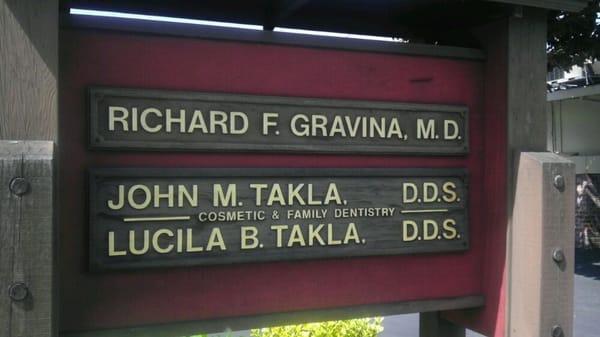 RICHARD F. GRAVINA, M.D.
JOHN M. TAKLA, D.D.S.
COSMETIC & FAMILY DENTISTRY
LUCILA B. TAKLA, D.D.S.